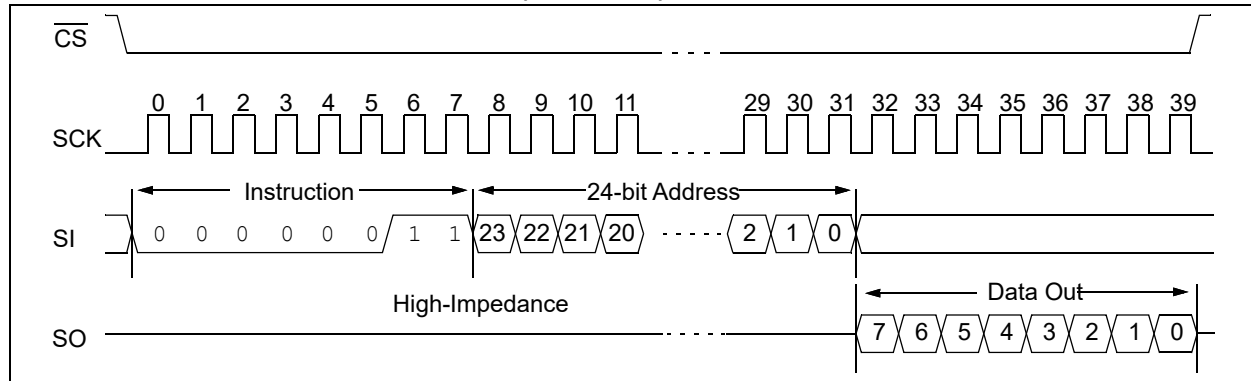 CS
0 1 2 3 4 5 6 7 8 9 10 11 29 30 31 32 33 34 35 36 37 38 39
SCK
Instruction 24-bit Address
SI 0 0 0 0 0 0 1 1 23 22 21 20 2 1 0
High-Impedance Data Out
SO 7 6 5 4 3 2 1 0